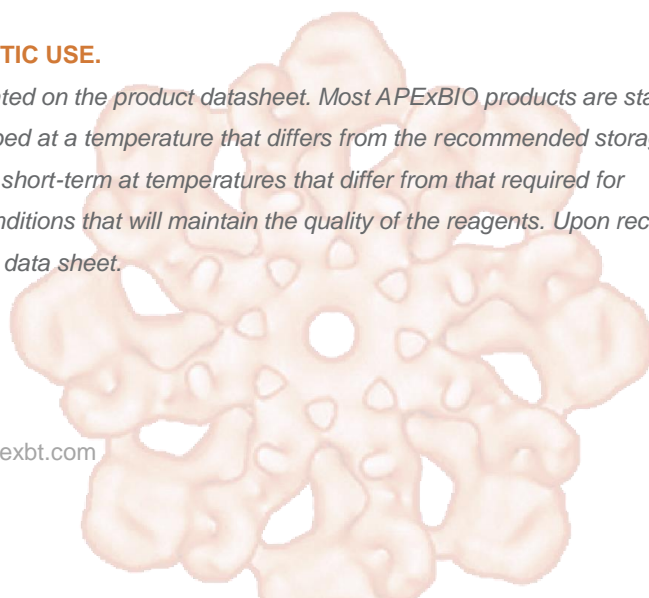 TIC USE.
ted on the product datasheet. Most APExBIO products are sta
ped at a temperature that differs from the recommended storag
short-term at temperatures that differ from that required for
nditions that will maintain the quality of the reagents. Upon rec
data sheet.
exbt.com